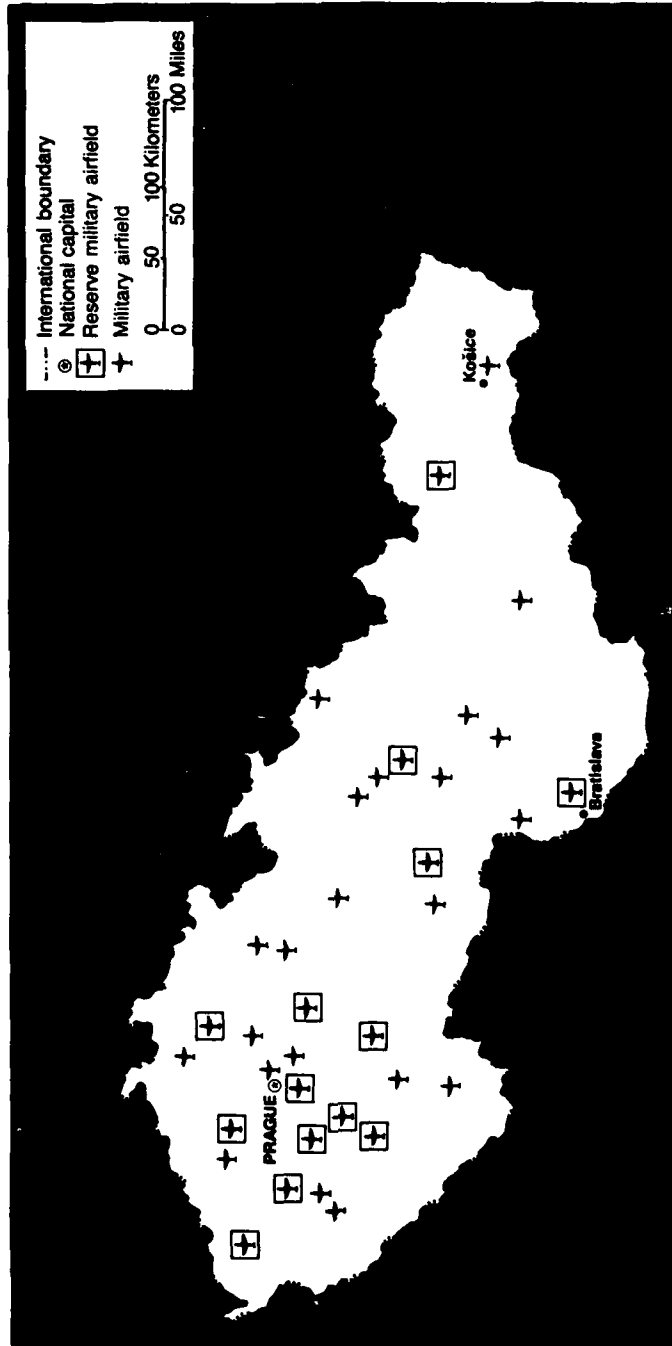 International boundary
National capital
Reserve military airfield
Military airfield
0 50 100 Kilometers
0 50 100 Miles
PRAGUE
Bratislava
Košice